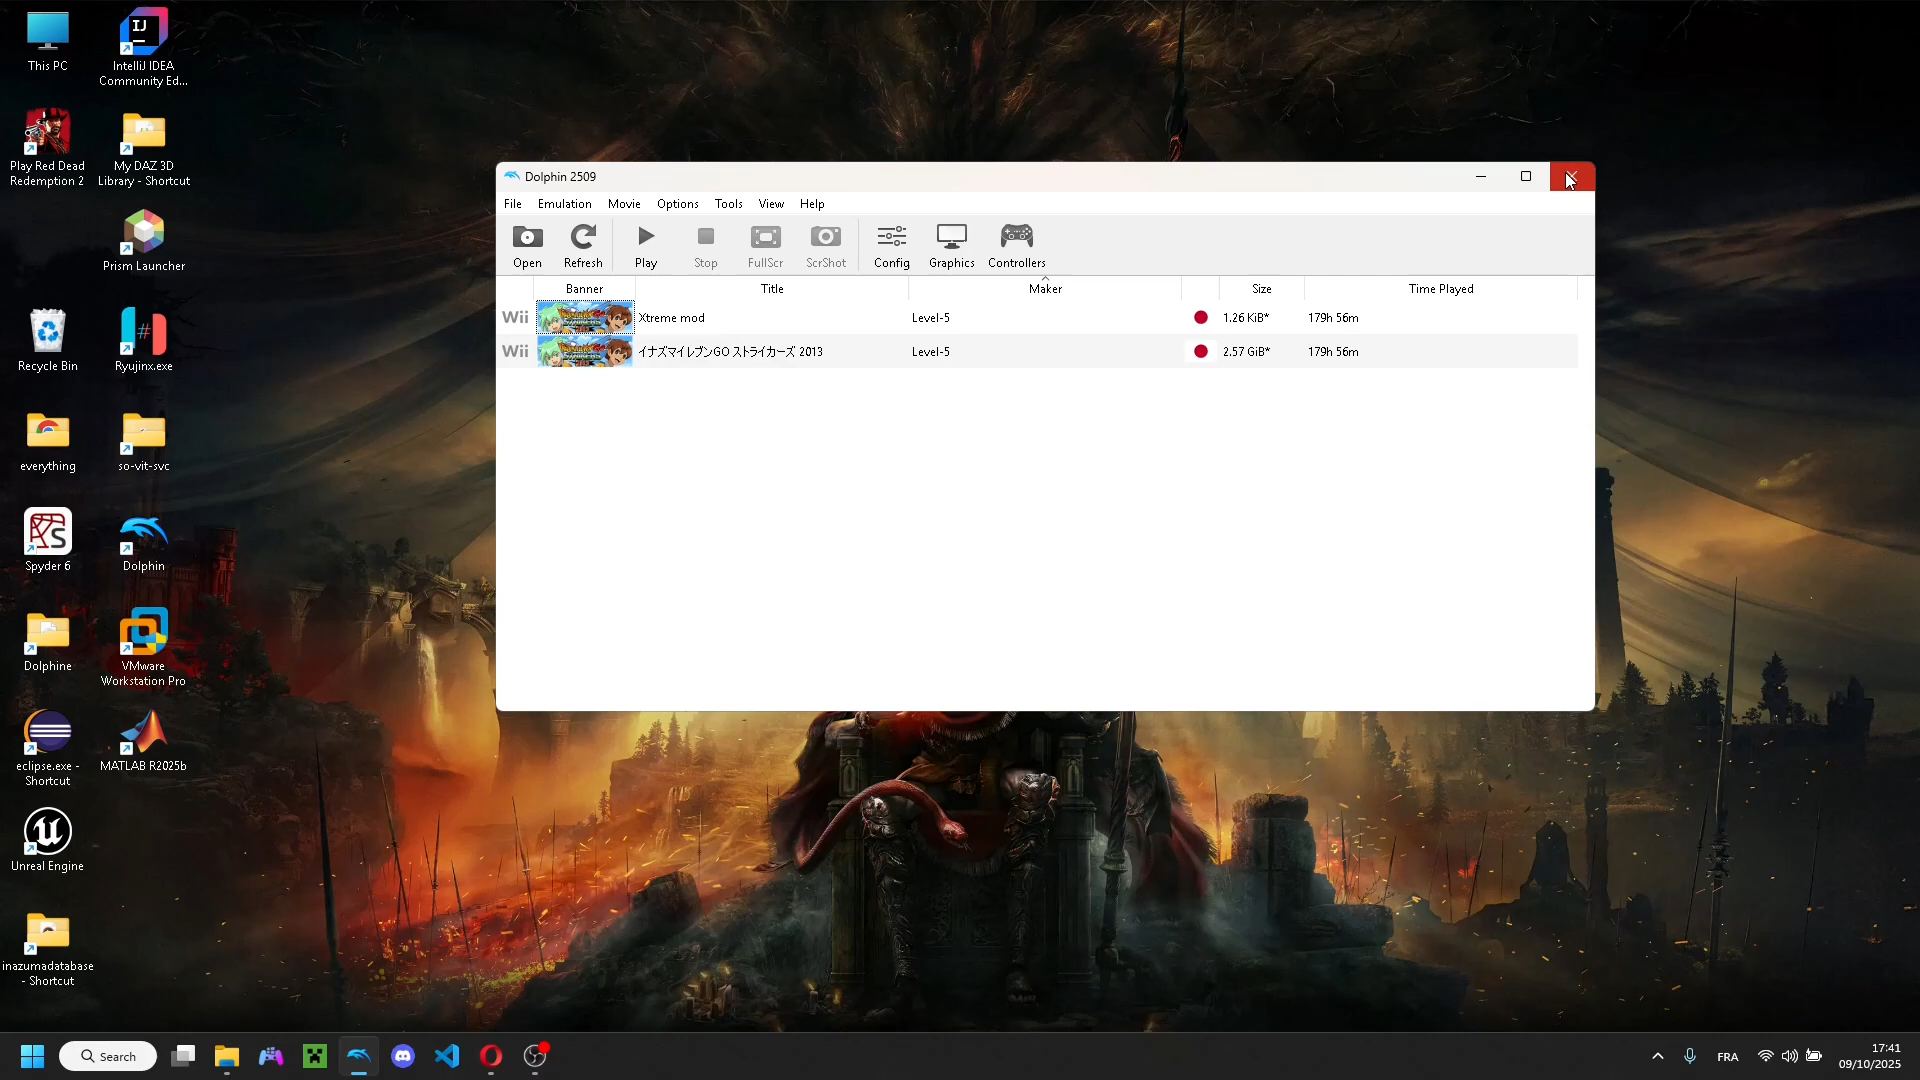 This PC
IntelliJ IDEA
Community Ed...
Play Red Dead
Redemption 2
My DAZ 3D
Library - Shortcut
Prism Launcher
Recycle Bin
Ryujinx.exe
everything
so-vit-svc
Spyder 6
Dolphin
Dolphine
VMware
Workstation Pro
eclipse.exe -
Shortcut
MATLAB R2025b
Unreal Engine
inazumadatabase
- Shortcut
Dolphin 2509
File Emulation Movie Options Tools View Help
Open Refresh Play Stop FullScr ScrShot Config Graphics Controllers
Banner Title Maker Size Time Played
Wii Xtreme mod Level-5 1.26 KiB* 179h 56m
Wii イナズマイレブンGO ストライカーズ 2013 Level-5 2.57 GiB* 179h 56m
Search
FRA
17:41
09/10/2025